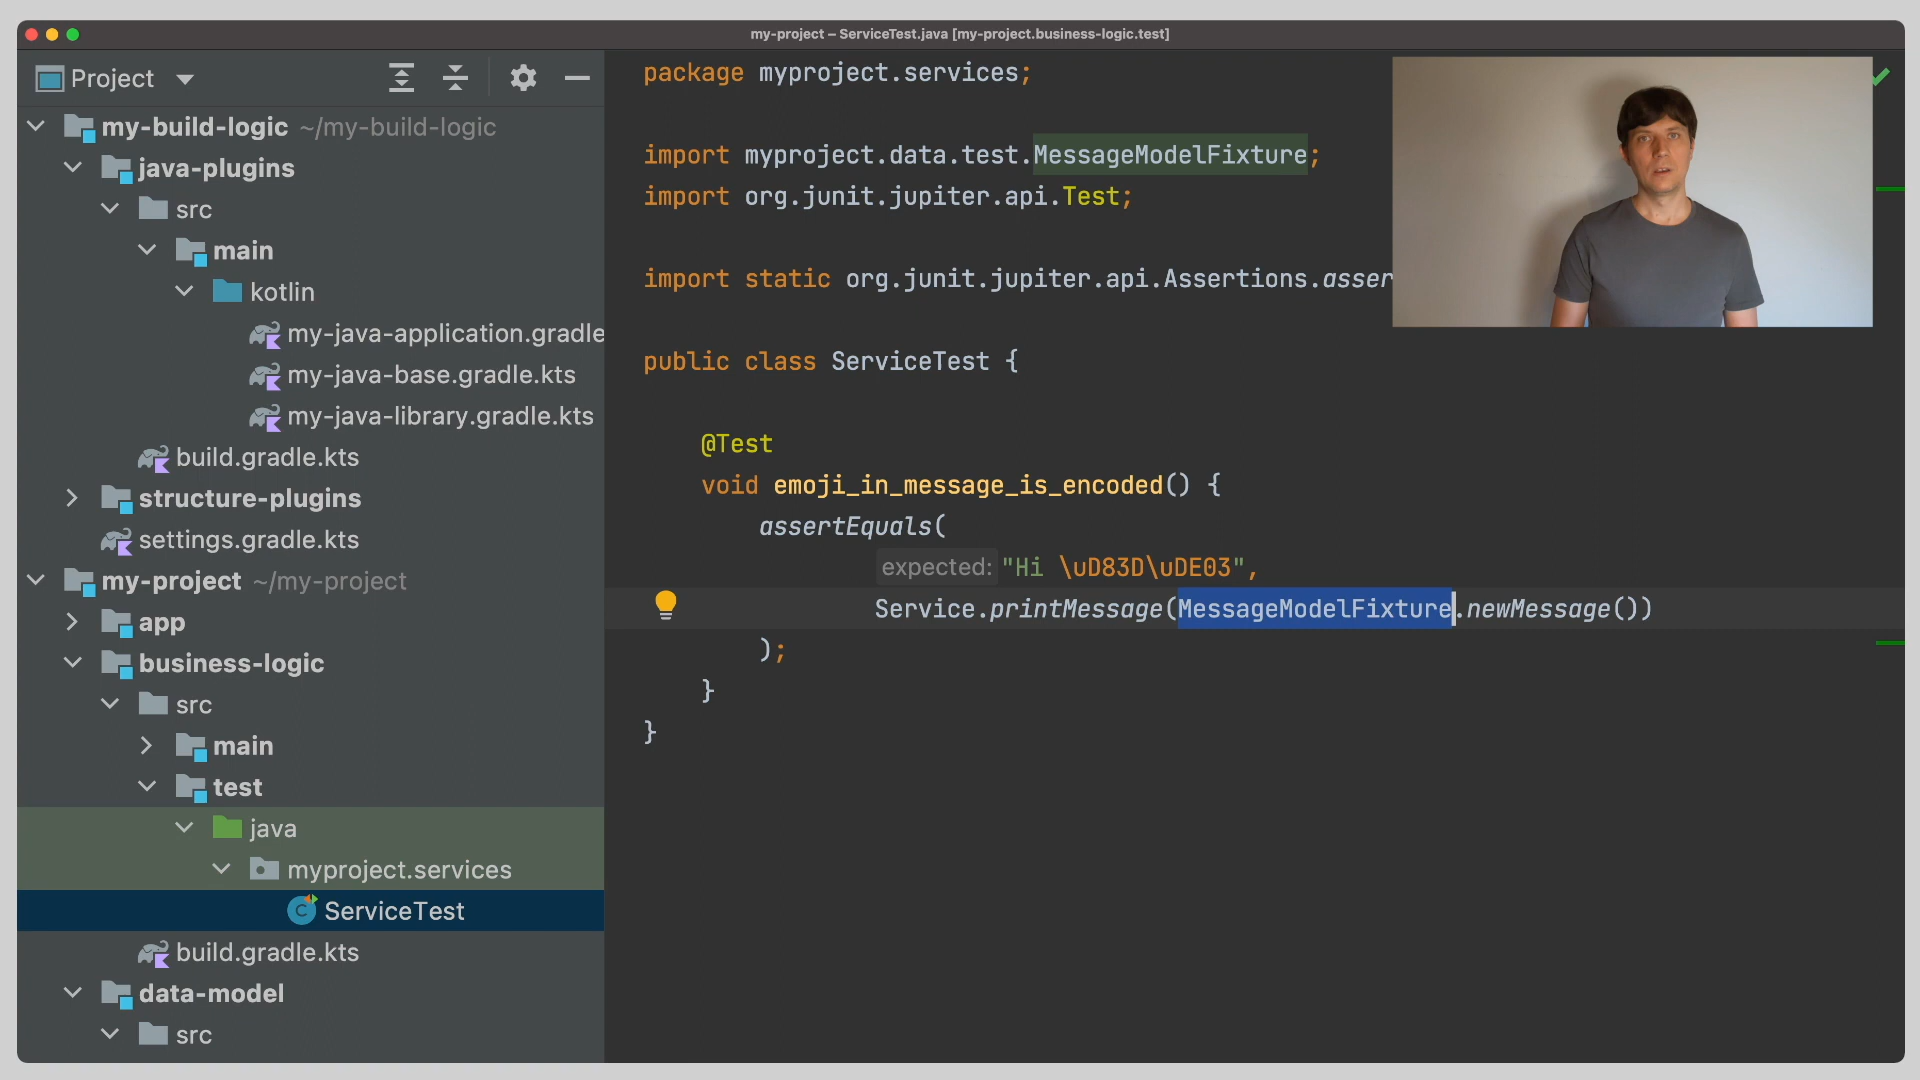 my-project – ServiceTest.java [my-project.business-logic.test]
Project
my-build-logic ~/my-build-logic
java-plugins
src
main
kotlin
my-java-application.gradle
my-java-base.gradle.kts
my-java-library.gradle.kts
build.gradle.kts
structure-plugins
settings.gradle.kts
my-project ~/my-project
app
business-logic
src
main
test
java
myproject.services
ServiceTest
build.gradle.kts
data-model
src
package myproject.services;
import myproject.data.test.MessageModelFixture;
import org.junit.jupiter.api.Test;
import static org.junit.jupiter.api.Assertions.asser
public class ServiceTest {
@Test
void emoji_in_message_is_encoded() {
assertEquals(
expected: "Hi \uD83D\uDE03",
Service.printMessage(MessageModelFixture.newMessage())
);
}
}